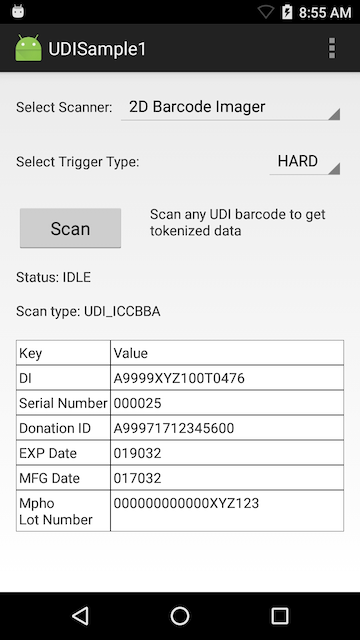 8:55 AM
UDISample1
Select Scanner: 2D Barcode Imager
Select Trigger Type: HARD
Scan
Scan any UDI barcode to get
tokenized data
Status: IDLE
Scan type: UDI_ICCBBA
Key Value
DI A9999XYZ100T0476
Serial Number 000025
Donation ID A99971712345600
EXP Date 019032
MFG Date 017032
Mpho 000000000000XYZ123
Lot Number